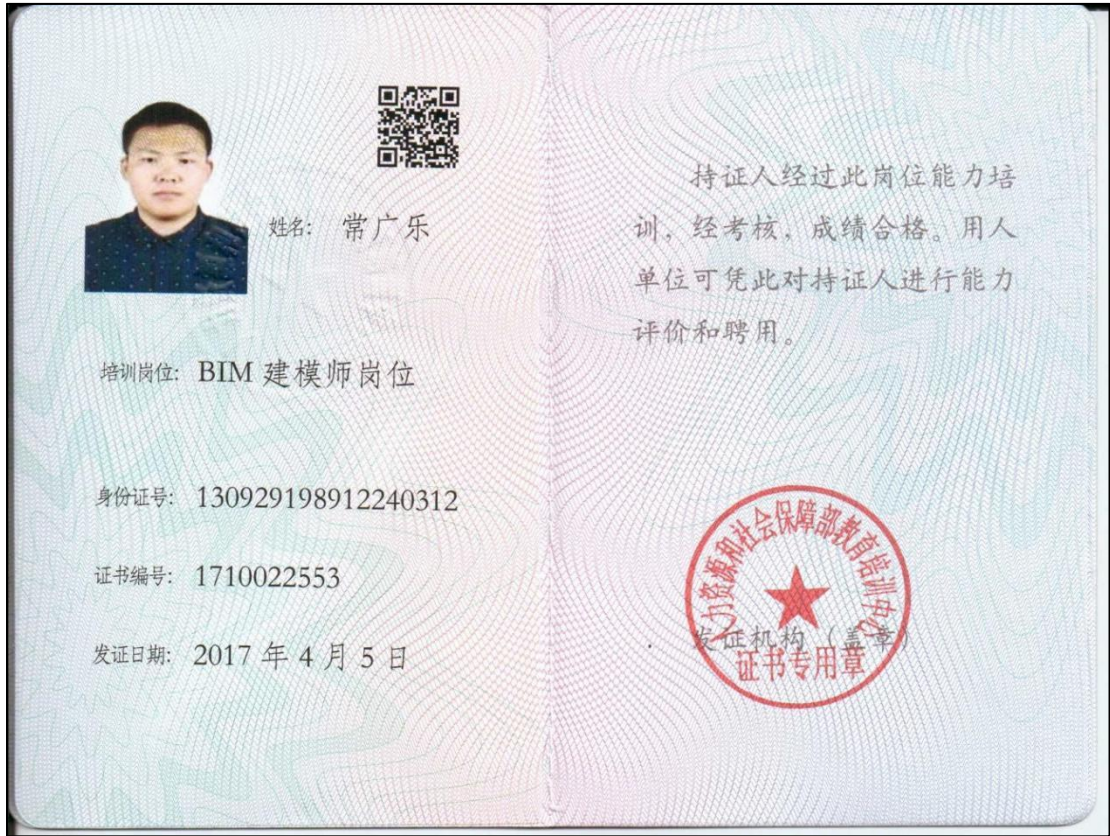 姓名: 常广乐
培训岗位: BIM 建模师岗位
身份证号: 130929198912240312
证书编号: 1710022553
发证日期: 2017 年 4 月 5 日
持证人经过此岗位能力培
训，经考核，成绩合格。用人
单位可凭此对持证人进行能力
评价和聘用。
人力资源和社会保障部教育培训中心
发证机构（盖章）
证书专用章